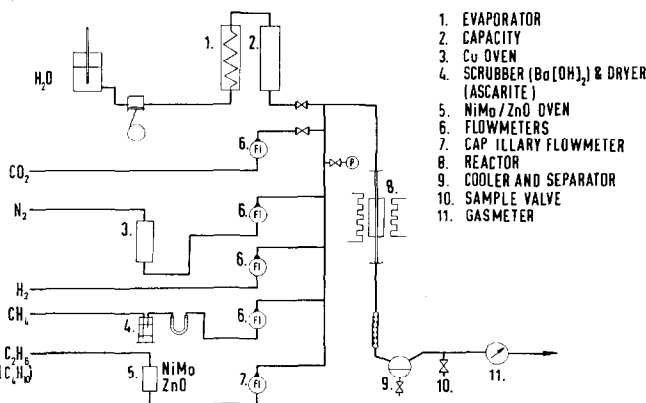 1. EVAPORATOR
2. CAPACITY
3. Cu OVEN
4. SCRUBBER (Ba[OH]₂) & DRYER
(ASCARITE)
5. NiMo/ZnO OVEN
6. FLOWMETERS
7. CAPILLARY FLOWMETER
8. REACTOR
9. COOLER AND SEPARATOR
10. SAMPLE VALVE
11. GASMETER
1.
2.
H₂O
6.
FI
CO₂
P
N₂
6.
FI
8.
3.
6.
FI
H₂
CH₄
6.
FI
4.
C₂H₆
(C₄H₁₀)
5.
NiMo
ZnO
7.
FI
9.
10.
11.